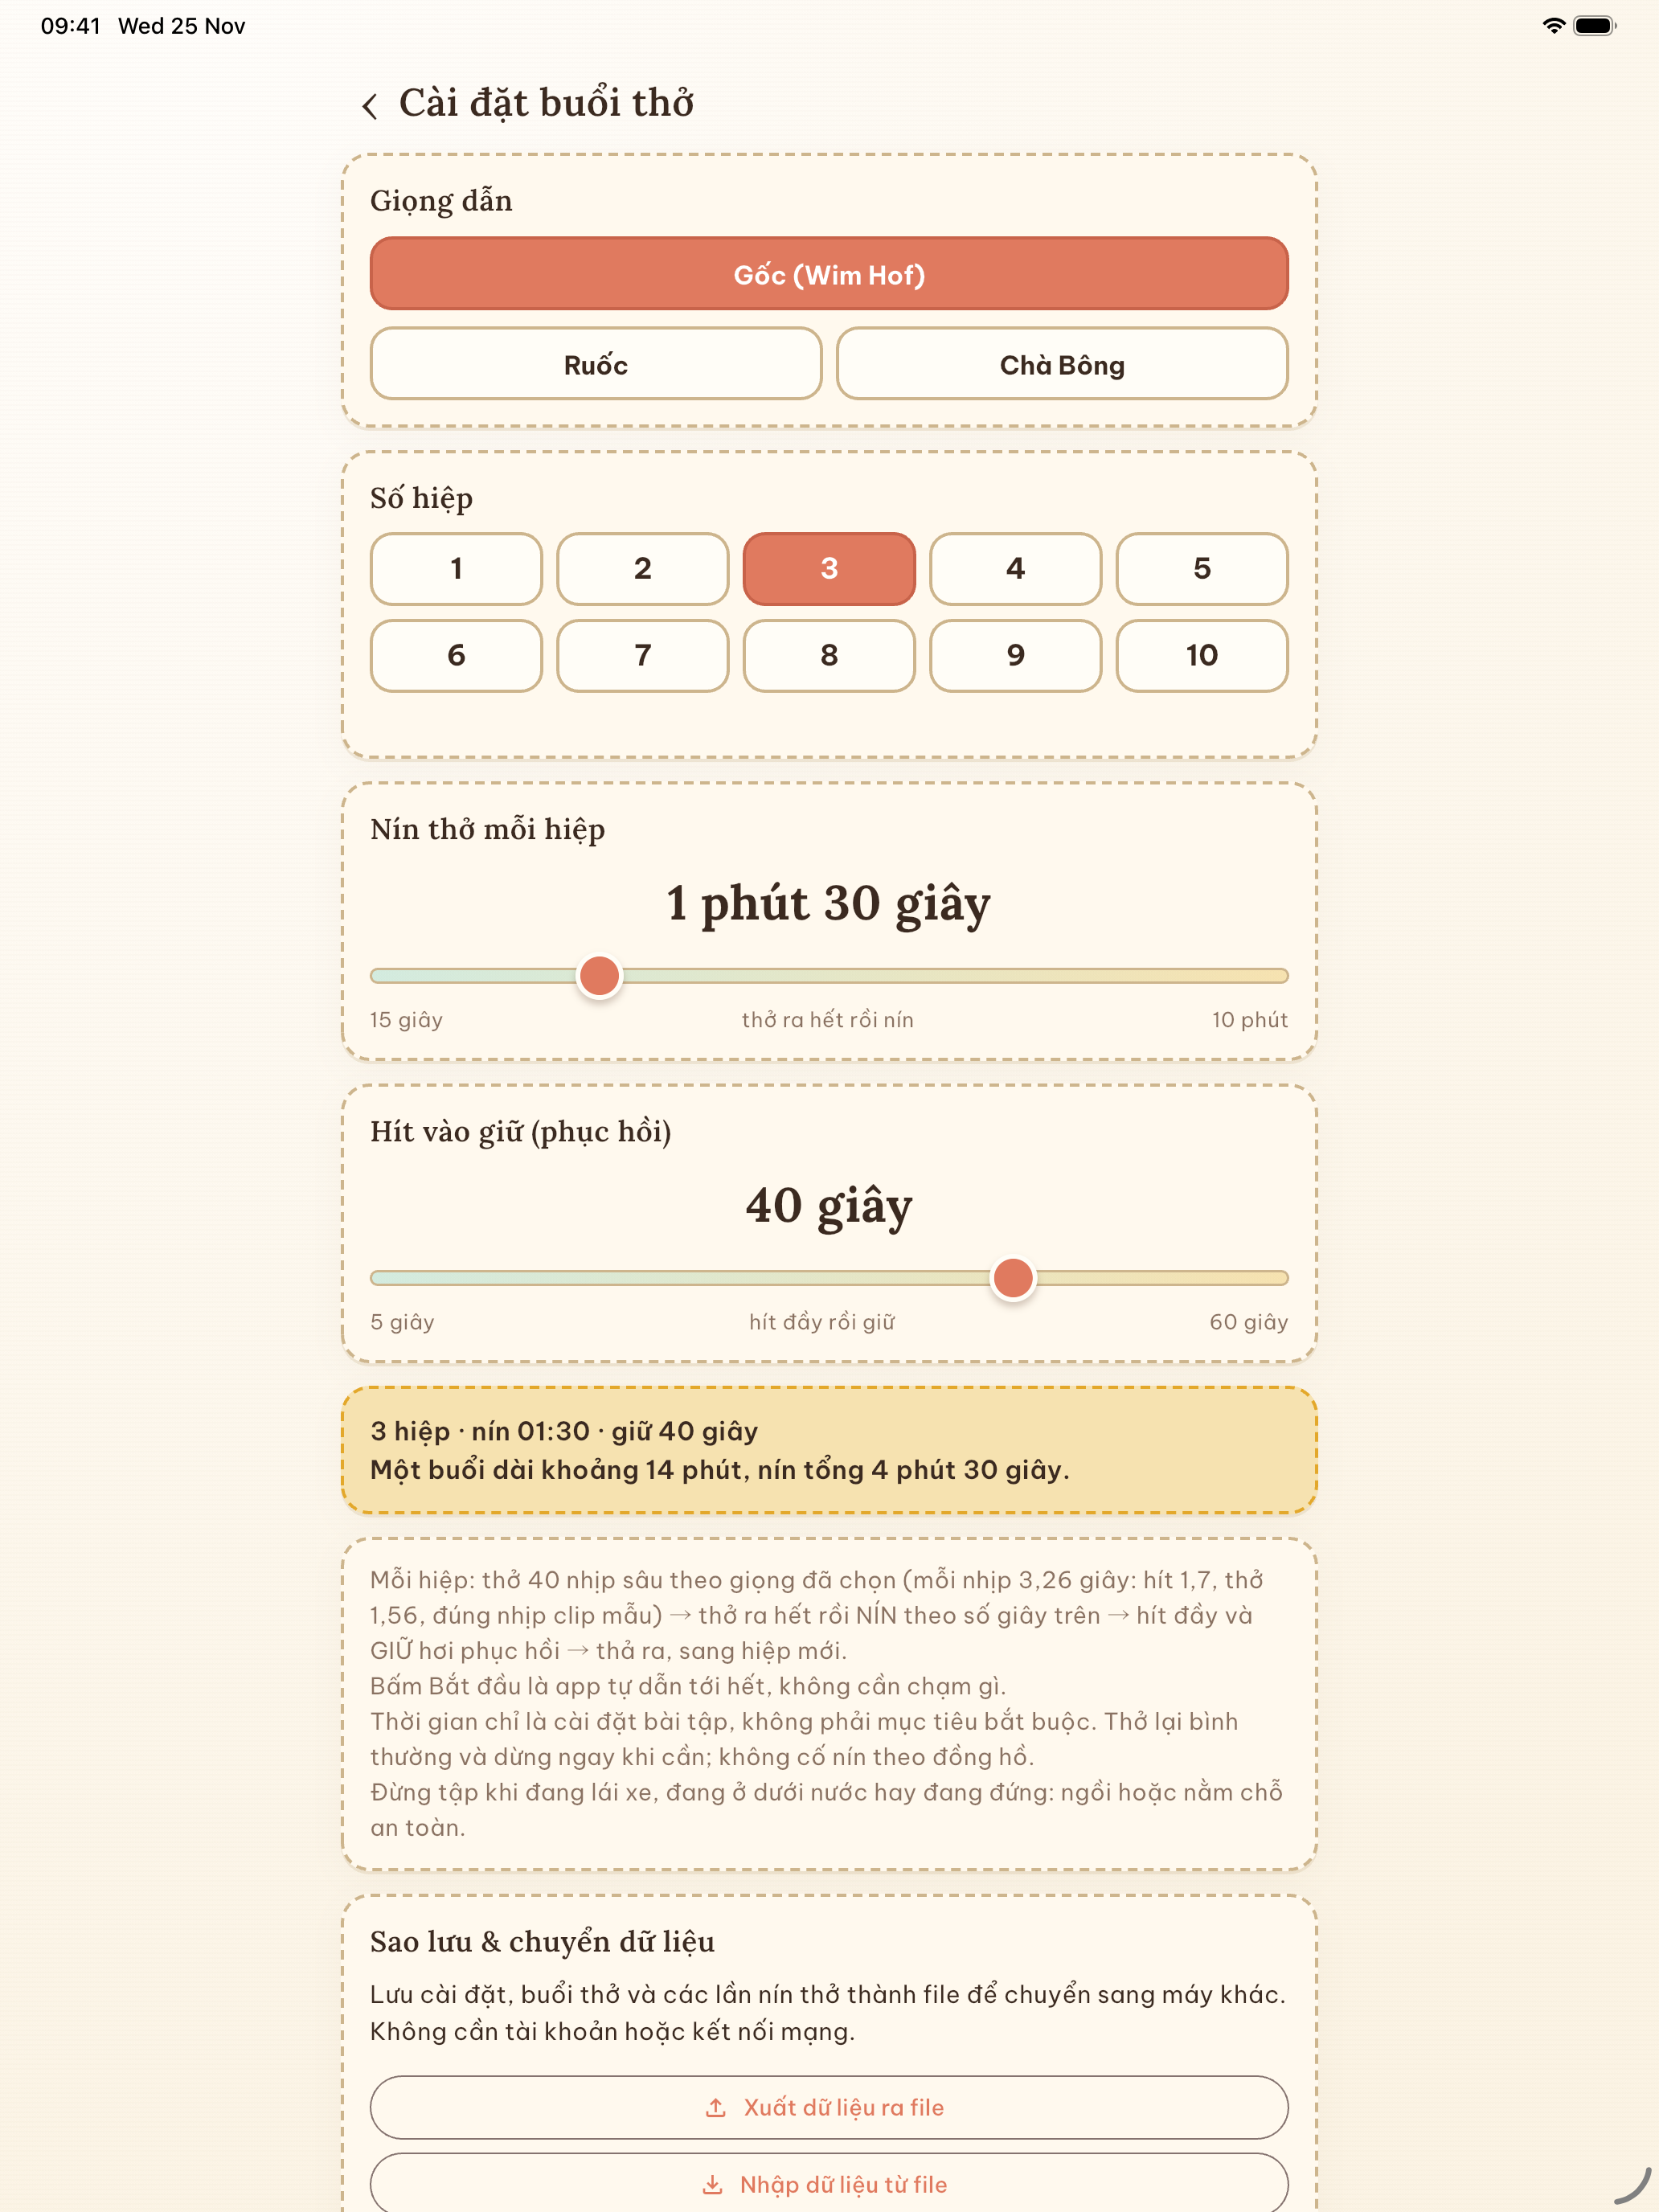 09:41 Wed 25 Nov
Cài đặt buổi thở
Giọng dẫn
Gốc (Wim Hof)
Ruốc
Chà Bông
Số hiệp
1 2 3 4 5
6 7 8 9 10
Nín thở mỗi hiệp
1 phút 30 giây
15 giây thở ra hết rồi nín 10 phút
Hít vào giữ (phục hồi)
40 giây
5 giây hít đầy rồi giữ 60 giây
3 hiệp · nín 01:30 · giữ 40 giây
Một buổi dài khoảng 14 phút, nín tổng 4 phút 30 giây.
Mỗi hiệp: thở 40 nhịp sâu theo giọng đã chọn (mỗi nhịp 3,26 giây: hít 1,7, thở
1,56, đúng nhịp clip mẫu) → thở ra hết rồi NÍN theo số giây trên → hít đầy và
GIỮ hơi phục hồi → thả ra, sang hiệp mới.
Bấm Bắt đầu là app tự dẫn tới hết, không cần chạm gì.
Thời gian chỉ là cài đặt bài tập, không phải mục tiêu bắt buộc. Thở lại bình
thường và dừng ngay khi cần; không cố nín theo đồng hồ.
Đừng tập khi đang lái xe, đang ở dưới nước hay đang đứng: ngồi hoặc nằm chỗ
an toàn.
Sao lưu & chuyển dữ liệu
Lưu cài đặt, buổi thở và các lần nín thở thành file để chuyển sang máy khác.
Không cần tài khoản hoặc kết nối mạng.
Xuất dữ liệu ra file
Nhập dữ liệu từ file